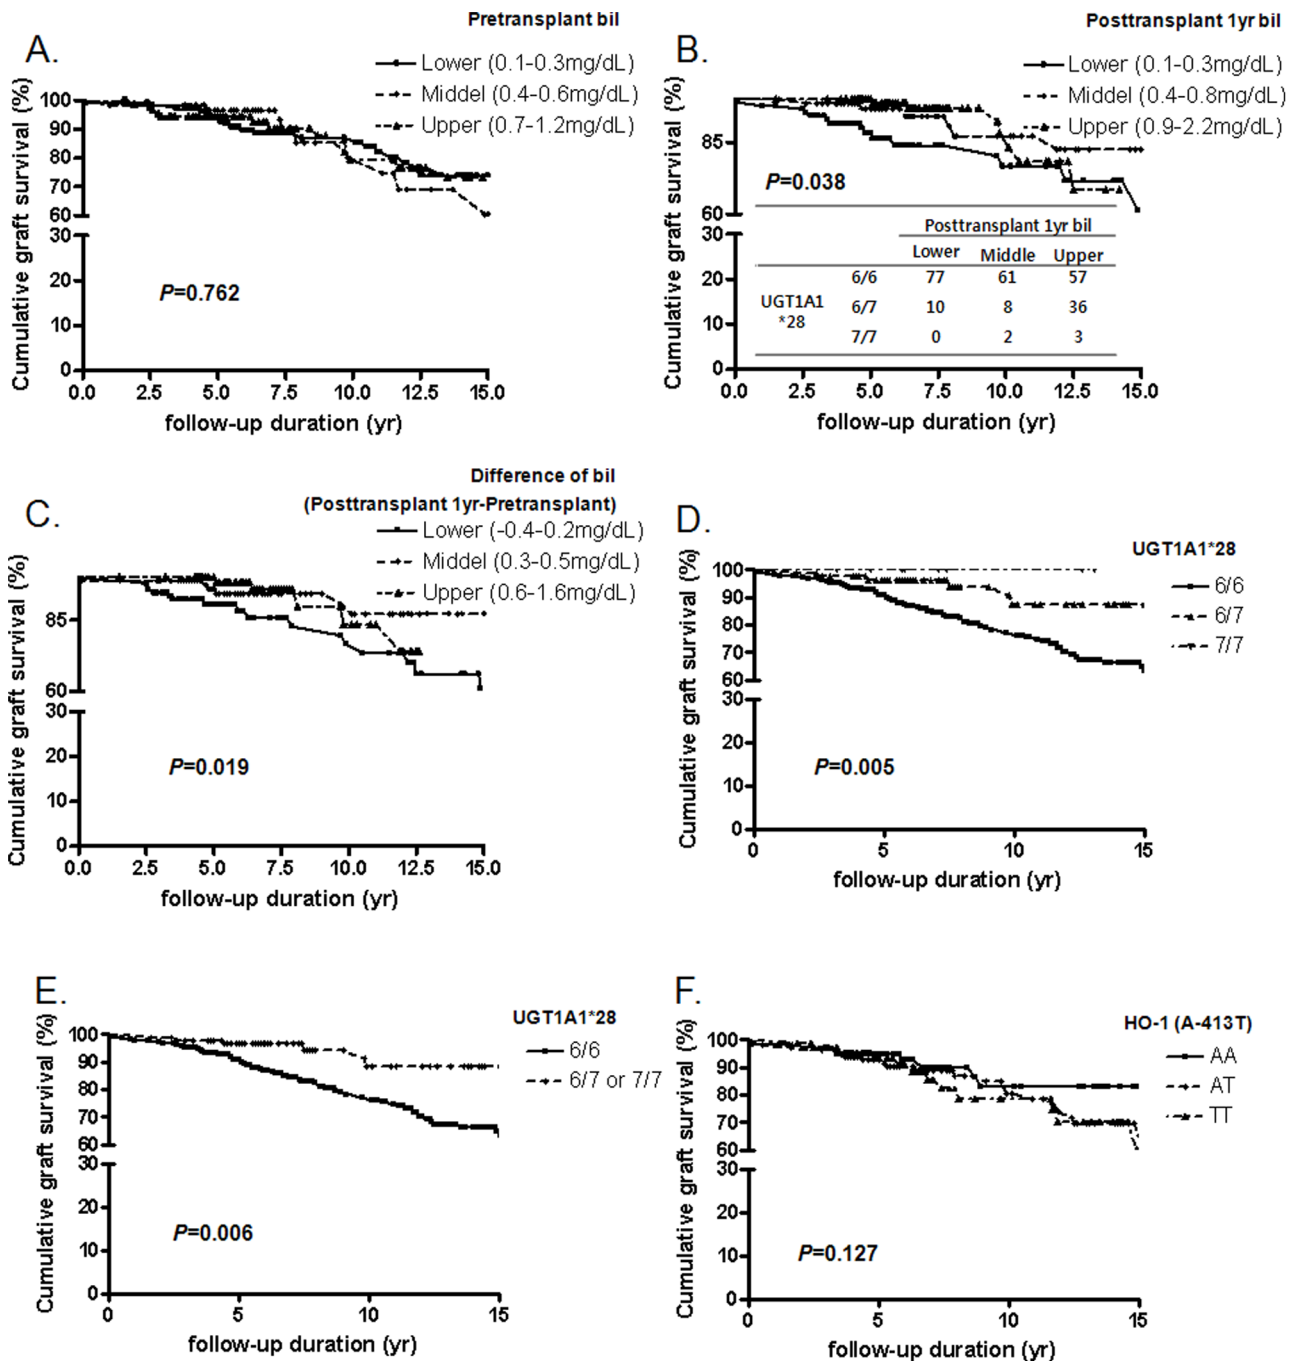 A.
Pretransplant bil
Lower (0.1-0.3mg/dL)
Middel (0.4-0.6mg/dL)
Upper (0.7-1.2mg/dL)
Cumulative graft survival (%)
100
90
80
70
60
30
20
10
0
P=0.762
0.0 2.5 5.0 7.5 10.0 12.5 15.0
follow-up duration (yr)
B.
Posttransplant 1yr bil
Lower (0.1-0.3mg/dL)
Middel (0.4-0.8mg/dL)
Upper (0.9-2.2mg/dL)
Cumulative graft survival (%)
100
85
60
30
20
10
0
P=0.038
Posttransplant 1yr bil
Lower Middle Upper
6/6 77 61 57
UGT1A1 *28
6/7 10 8 36
7/7 0 2 3
0.0 2.5 5.0 7.5 10.0 12.5 15.0
follow-up duration (yr)
C.
Difference of bil
(Posttransplant 1yr-Pretransplant)
Lower (-0.4-0.2mg/dL)
Middel (0.3-0.5mg/dL)
Upper (0.6-1.6mg/dL)
Cumulative graft survival (%)
85
60
30
20
10
0
P=0.019
0.0 2.5 5.0 7.5 10.0 12.5 15.0
follow-up duration (yr)
D.
UGT1A1*28
6/6
6/7
7/7
Cumulative graft survival (%)
100
90
80
70
60
30
20
10
0
P=0.005
0 5 10 15
follow-up duration (yr)
E.
UGT1A1*28
6/6
6/7 or 7/7
Cumulative graft survival (%)
100
90
80
70
60
30
20
10
0
P=0.006
0 5 10 15
follow-up duration (yr)
F.
HO-1 (A-413T)
AA
AT
TT
Cumulative graft survival (%)
100
90
80
70
60
30
20
10
0
P=0.127
0 5 10 15
follow-up duration (yr)